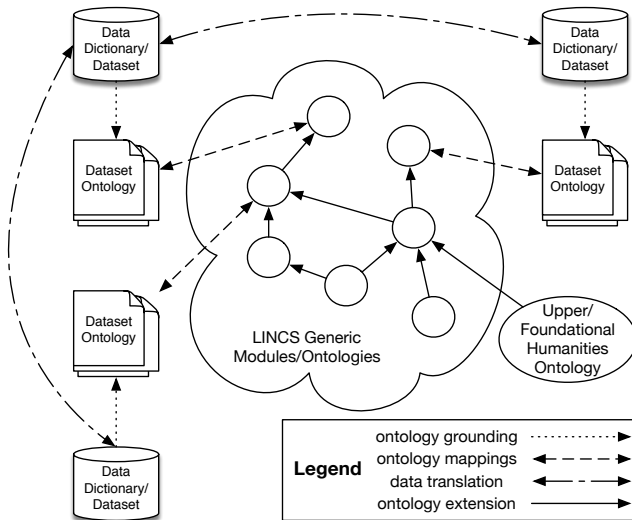 Data
Dictionary/
Dataset
Data
Dictionary/
Dataset
Dataset
Ontology
Dataset
Ontology
Dataset
Ontology
LINCS Generic
Modules/Ontologies
Upper/
Foundational
Humanities
Ontology
Data
Dictionary/
Dataset
Legend
ontology grounding
ontology mappings
data translation
ontology extension